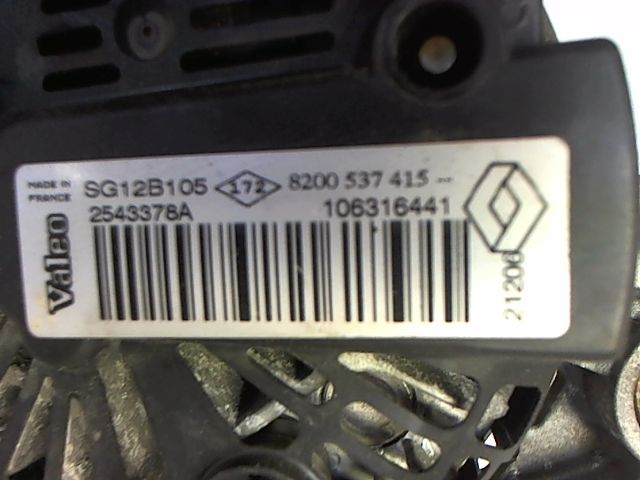 MADE IN
FRANCE
SG12B105 172 8200 537 415 --
2543378A 106316441
Valeo
21206